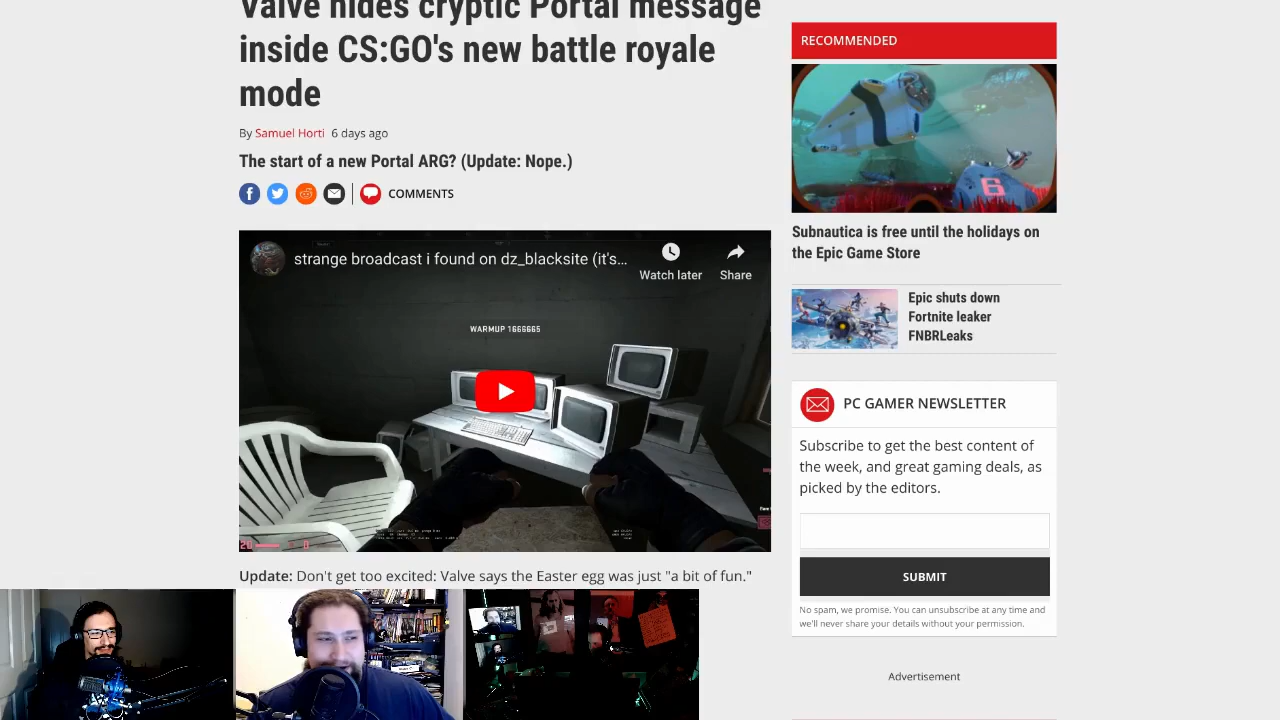 Valve hides cryptic Portal message
inside CS:GO's new battle royale
mode
By Samuel Horti 6 days ago
The start of a new Portal ARG? (Update: Nope.)
COMMENTS
strange broadcast i found on dz_blacksite (it's...
Watch later
Share
WARMUP 1666665
Update: Don't get too excited: Valve says the Easter egg was just "a bit of fun."
RECOMMENDED
6
Subnautica is free until the holidays on
the Epic Game Store
Epic shuts down
Fortnite leaker
FNBRLeaks
PC GAMER NEWSLETTER
Subscribe to get the best content of
the week, and great gaming deals, as
picked by the editors.
SUBMIT
No spam, we promise. You can unsubscribe at any time and
we'll never share your details without your permission.
Advertisement